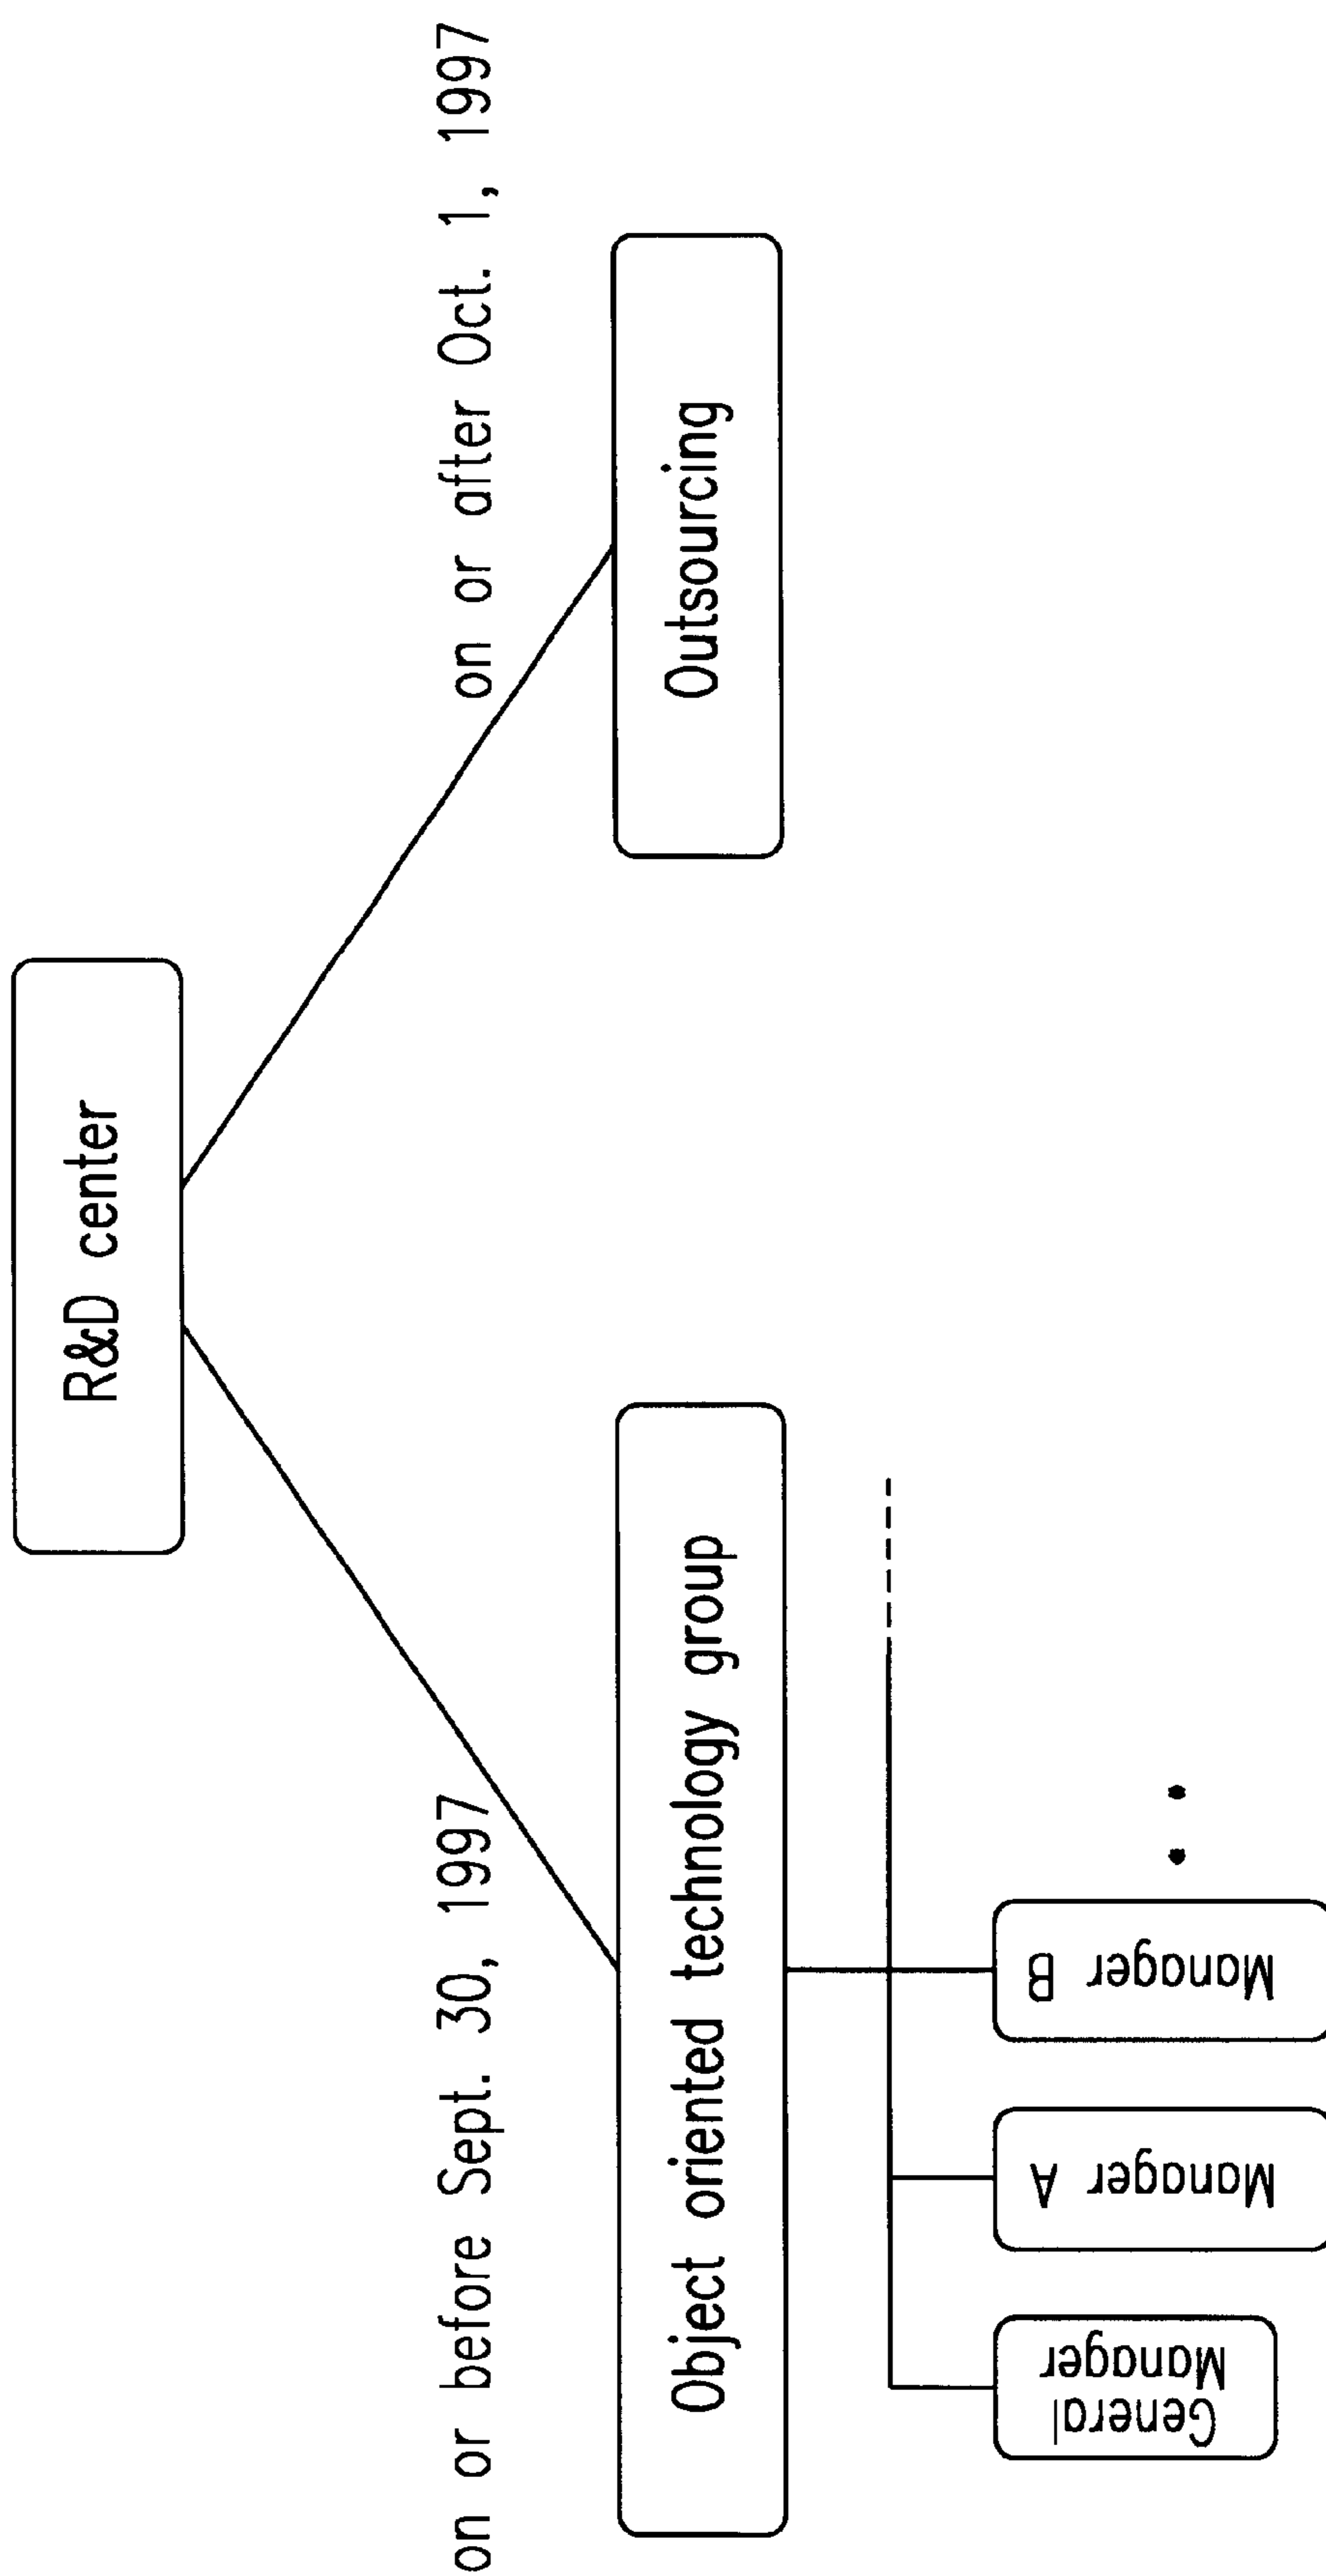 R&D center
on or before Sept. 30, 1997
on or after Oct. 1, 1997
Object oriented technology group
Outsourcing
General
Manager
Manager A
Manager B